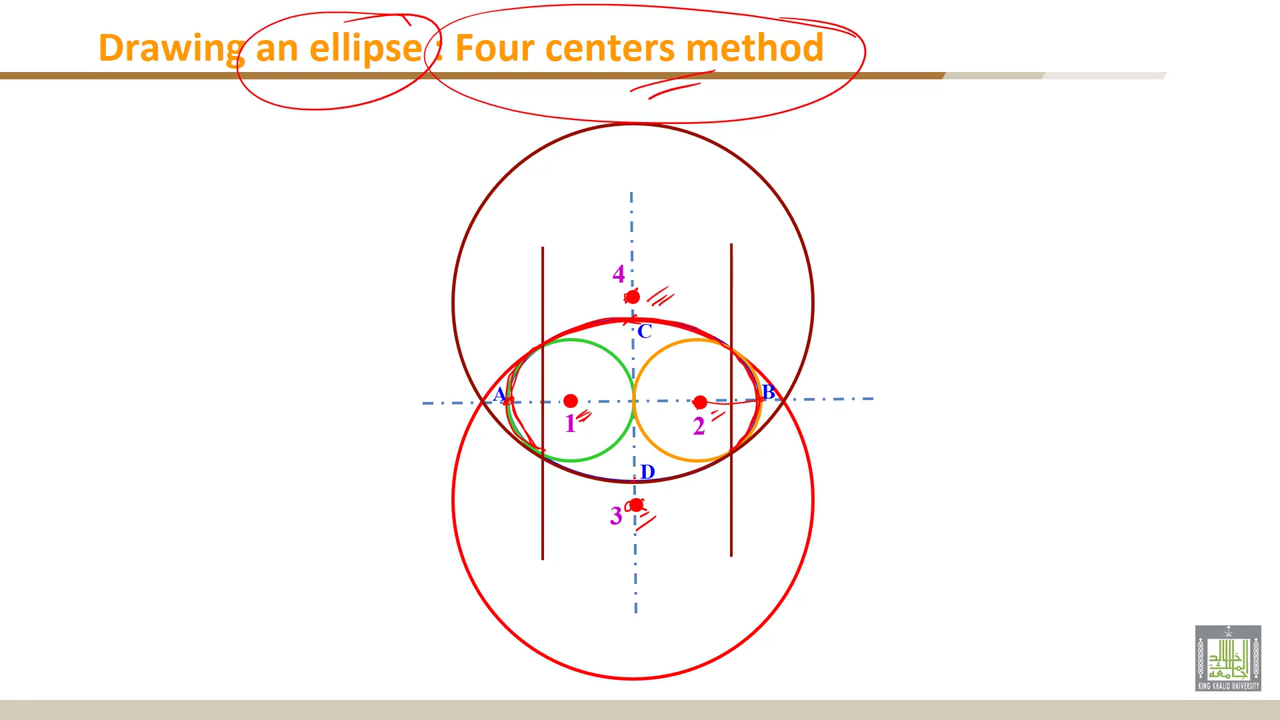 Drawing an ellipse : Four centers method
4
C
A
B
1
2
D
3
KING KHALID UNIVERSITY